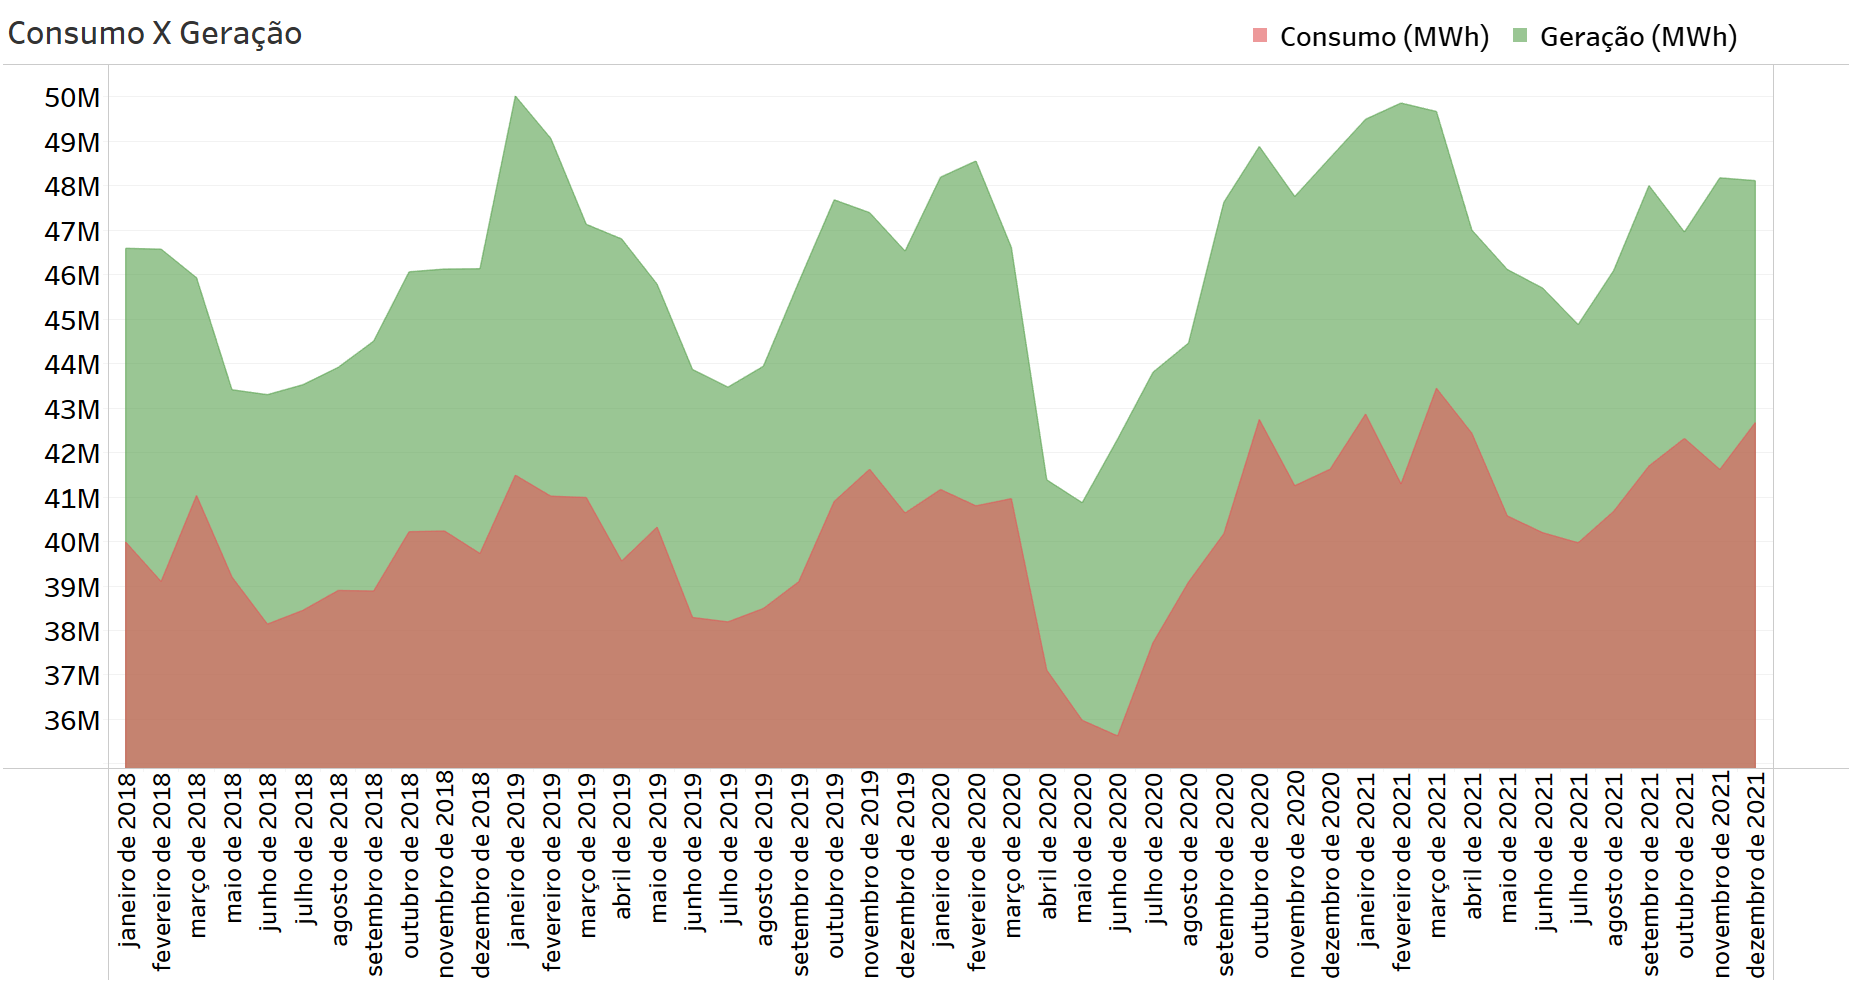 Consumo X Geração
Consumo (MWh)
Geração (MWh)
50M
49M
48M
47M
46M
45M
44M
43M
42M
41M
40M
39M
38M
37M
36M
janeiro de 2018
fevereiro de 2018
março de 2018
maio de 2018
junho de 2018
julho de 2018
agosto de 2018
setembro de 2018
outubro de 2018
novembro de 2018
dezembro de 2018
janeiro de 2019
fevereiro de 2019
março de 2019
abril de 2019
maio de 2019
junho de 2019
julho de 2019
agosto de 2019
setembro de 2019
outubro de 2019
novembro de 2019
dezembro de 2019
janeiro de 2020
fevereiro de 2020
março de 2020
abril de 2020
maio de 2020
junho de 2020
julho de 2020
agosto de 2020
setembro de 2020
outubro de 2020
novembro de 2020
dezembro de 2020
janeiro de 2021
fevereiro de 2021
março de 2021
abril de 2021
maio de 2021
junho de 2021
julho de 2021
agosto de 2021
setembro de 2021
outubro de 2021
novembro de 2021
dezembro de 2021